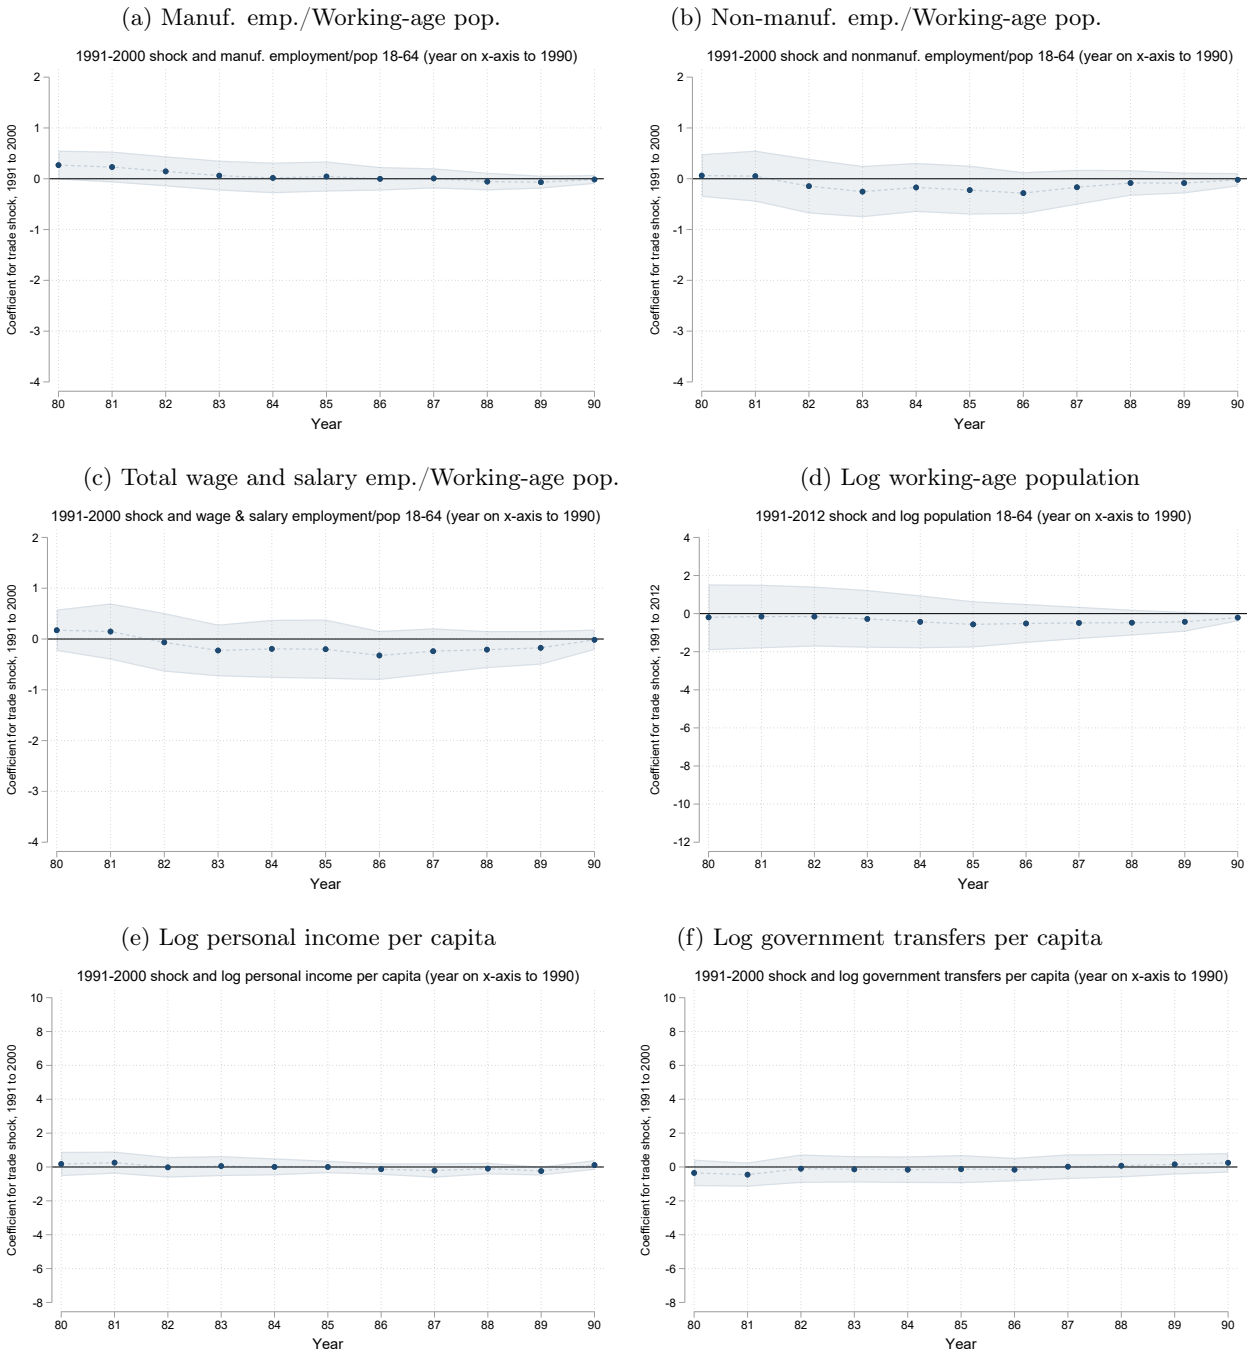 (a) Manuf. emp./Working-age pop.
1991-2000 shock and manuf. employment/pop 18-64 (year on x-axis to 1990)
Coefficient for trade shock, 1991 to 2000
2
1
0
-1
-2
-3
-4
80 81 82 83 84 85 86 87 88 89 90
Year
(b) Non-manuf. emp./Working-age pop.
1991-2000 shock and nonmanuf. employment/pop 18-64 (year on x-axis to 1990)
Coefficient for trade shock, 1991 to 2000
2
1
0
-1
-2
-3
-4
80 81 82 83 84 85 86 87 88 89 90
Year
(c) Total wage and salary emp./Working-age pop.
1991-2000 shock and wage & salary employment/pop 18-64 (year on x-axis to 1990)
Coefficient for trade shock, 1991 to 2000
2
1
0
-1
-2
-3
-4
80 81 82 83 84 85 86 87 88 89 90
Year
(d) Log working-age population
1991-2012 shock and log population 18-64 (year on x-axis to 1990)
Coefficient for trade shock, 1991 to 2012
4
2
0
-2
-4
-6
-8
-10
-12
80 81 82 83 84 85 86 87 88 89 90
Year
(e) Log personal income per capita
1991-2000 shock and log personal income per capita (year on x-axis to 1990)
Coefficient for trade shock, 1991 to 2000
10
8
6
4
2
0
-2
-4
-6
-8
80 81 82 83 84 85 86 87 88 89 90
Year
(f) Log government transfers per capita
1991-2000 shock and log government transfers per capita (year on x-axis to 1990)
Coefficient for trade shock, 1991 to 2000
10
8
6
4
2
0
-2
-4
-6
-8
80 81 82 83 84 85 86 87 88 89 90
Year